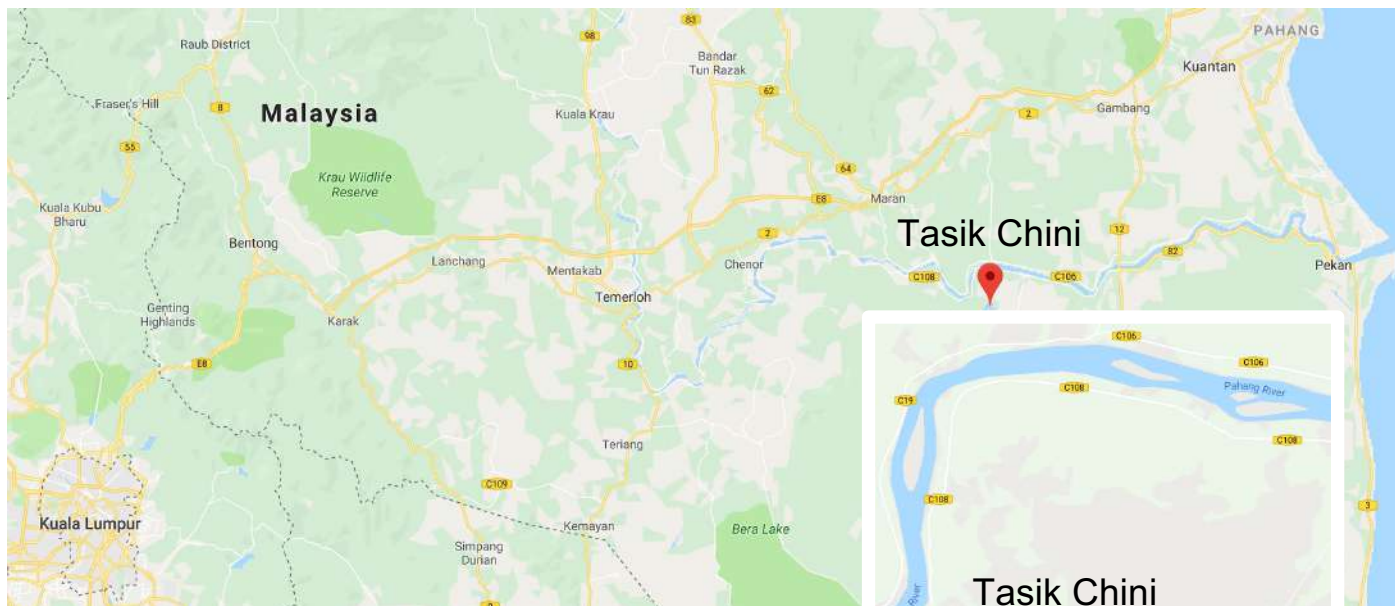 83
PAHANG
Raub District
98
Bandar
Tun Razak
Kuantan
62
Fraser's Hill
8
Malaysia
Kuala Krau
2
Gambang
55
Krau Wildlife
Reserve
64
Kuala Kubu
Bharu
E8
Maran
Bentong
2
Tasik Chini
12
82
Lanchang
Mentakab
Chenor
C108
C106
Pekan
Temerloh
Genting
Highlands
Karak
E8
10
C106
C106
Pahang River
C108
C19
C108
Teriang
C109
C108
Kuala Lumpur
3
Kemayan
Bera Lake
Simpang
Durian
9
Tasik Chini
River